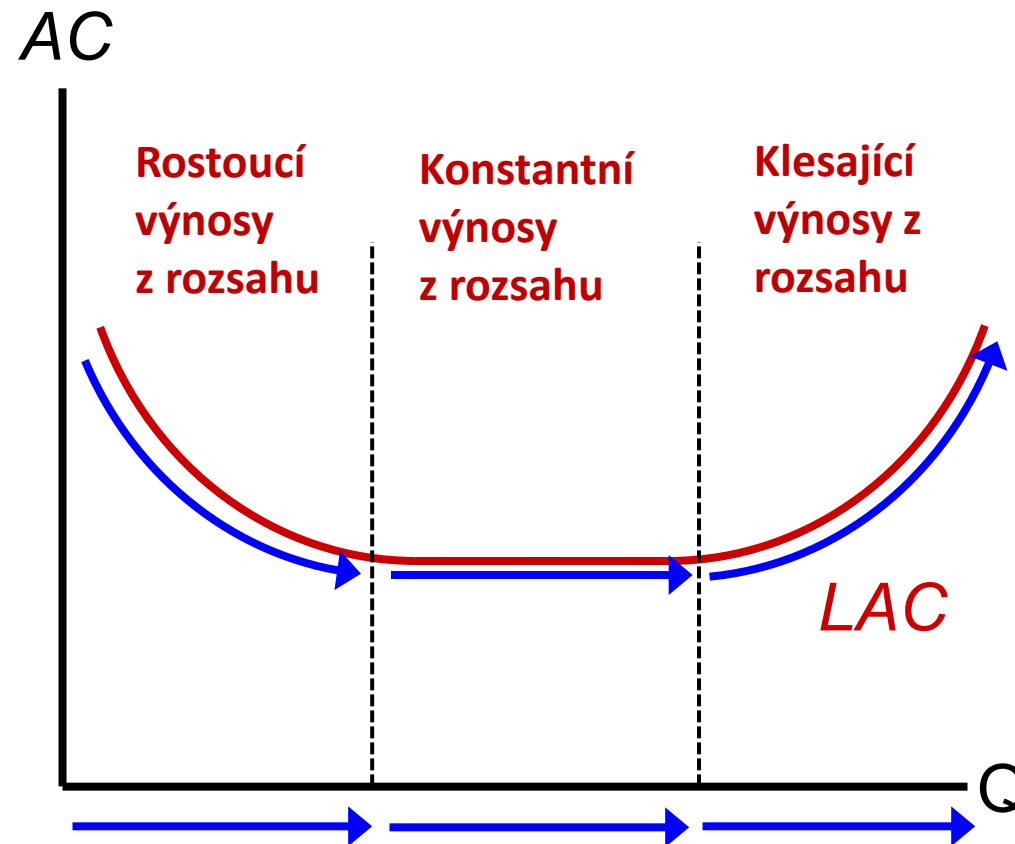 AC
Rostoucí
výnosy
z rozsahu
Konstantní
výnosy
z rozsahu
Klesající
výnosy z
rozsahu
LAC
Q